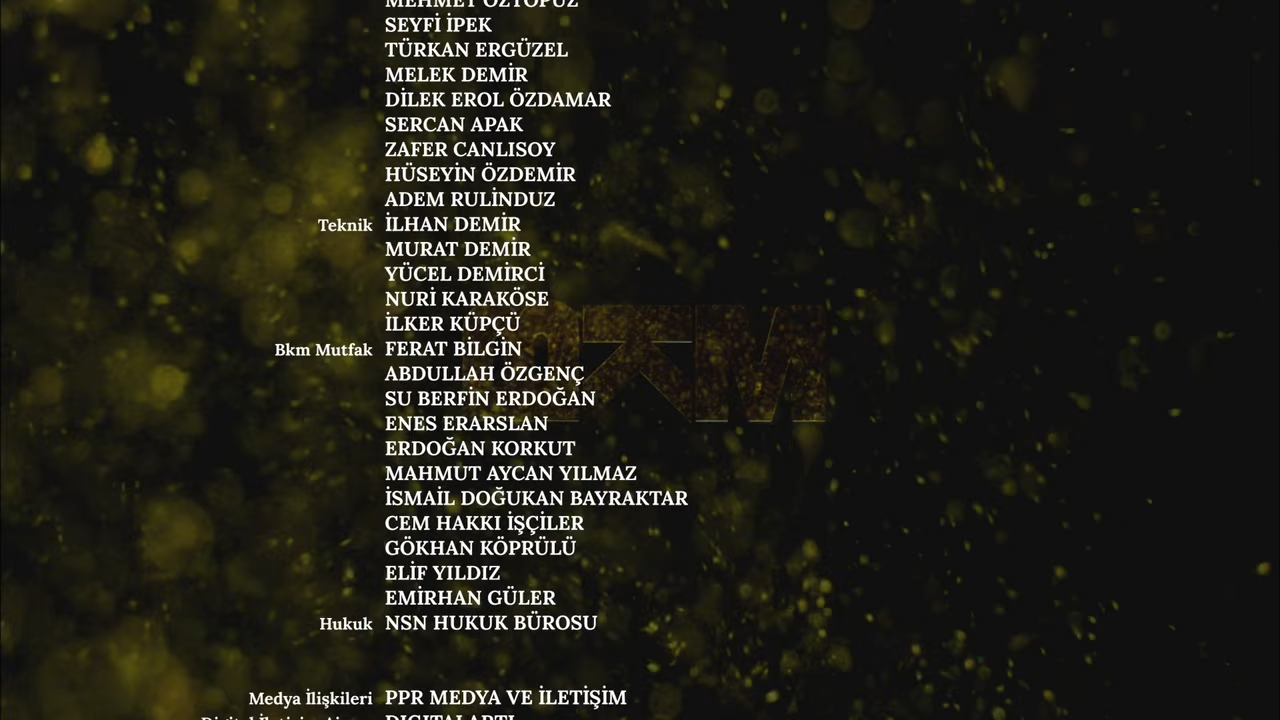 MEHMET ÖZTOPUZ
SEYFİ İPEK
TÜRKAN ERGÜZEL
MELEK DEMİR
DİLEK EROL ÖZDAMAR
SERCAN APAK
ZAFER CANLISOY
HÜSEYİN ÖZDEMİR
ADEM RULİNDUZ
Teknik İLHAN DEMİR
MURAT DEMİR
YÜCEL DEMİRCİ
NURİ KARAKÖSE
İLKER KÜPÇÜ
Bkm Mutfak FERAT BİLGİN
ABDULLAH ÖZGENÇ
SU BERFİN ERDOĞAN
ENES ERARSLAN
ERDOĞAN KORKUT
MAHMUT AYCAN YILMAZ
İSMAİL DOĞUKAN BAYRAKTAR
CEM HAKKI İŞÇİLER
GÖKHAN KÖPRÜLÜ
ELİF YILDIZ
EMİRHAN GÜLER
Hukuk NSN HUKUK BÜROSU
Medya İlişkileri PPR MEDYA VE İLETİŞİM